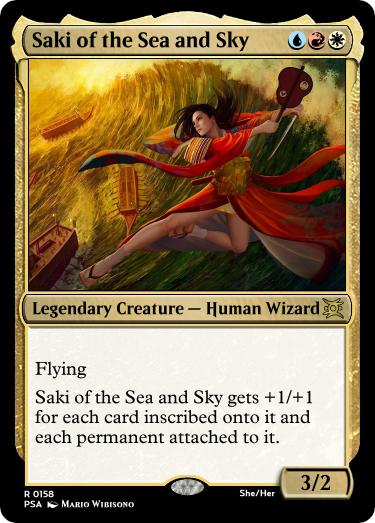 Saki of the Sea and Sky
Legendary Creature — Human Wizard
Flying
Saki of the Sea and Sky gets +1/+1
for each card inscribed onto it and
each permanent attached to it.
R 0158
She/Her
3/2
PSA Mario Wibisono